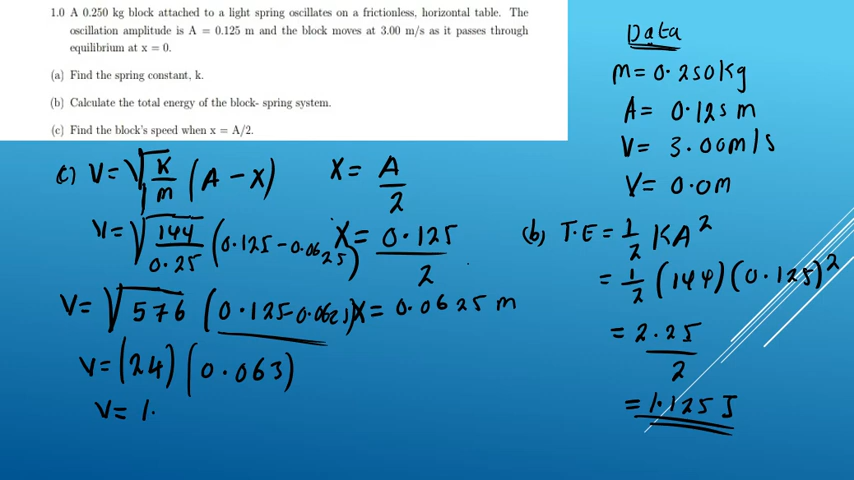 1.0 A 0.250 kg block attached to a light spring oscillates on a frictionless, horizontal table. The
oscillation amplitude is A = 0.125 m and the block moves at 3.00 m/s as it passes through
equilibrium at x = 0.
(a) Find the spring constant, k.
(b) Calculate the total energy of the block- spring system.
(c) Find the block's speed when x = A/2.
Data
m = 0.250kg
A = 0.125 m
V = 3.00m/s
V = 0.0m
c) V = √(K/m) (A - x)
V = √(144/0.25) (0.125 - 0.0625)
V = √576 (0.125-0.0625)
V = (24) (0.063)
V = 1.
X = A/2
X = 0.125/2
X = 0.0625 m
(b) T.E = 1/2 KA²
= 1/2 (144) (0.125)²
= 2.25/2
= 1.125 J